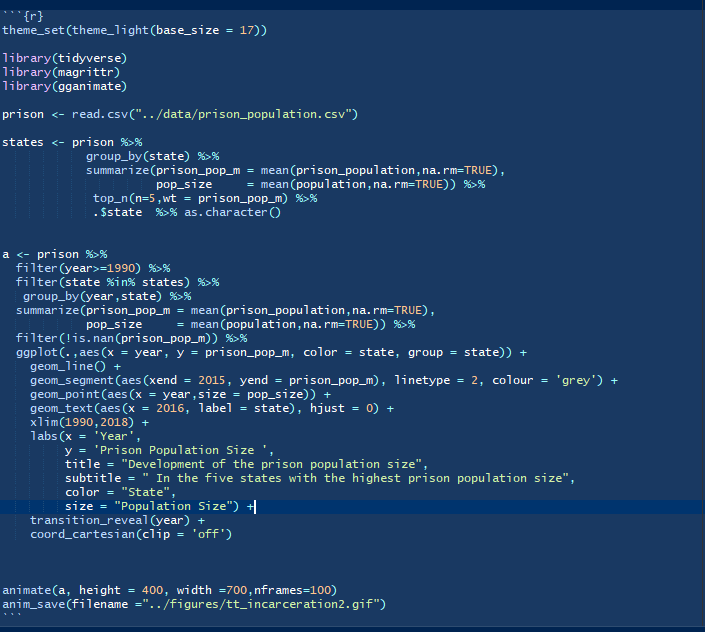 ```{r}
theme_set(theme_light(base_size = 17))
library(tidyverse)
library(magrittr)
library(gganimate)
prison <- read.csv("../data/prison_population.csv")
states <- prison %>%
group_by(state) %>%
summarize(prison_pop_m = mean(prison_population,na.rm=TRUE),
pop_size     = mean(population,na.rm=TRUE)) %>%
top_n(n=5,wt = prison_pop_m) %>%
.$state  %>% as.character()
a <- prison %>%
filter(year>=1990) %>%
filter(state %in% states) %>%
group_by(year,state) %>%
summarize(prison_pop_m = mean(prison_population,na.rm=TRUE),
pop_size     = mean(population,na.rm=TRUE)) %>%
filter(!is.nan(prison_pop_m)) %>%
ggplot(.,aes(x = year, y = prison_pop_m, color = state, group = state)) +
geom_line() +
geom_segment(aes(xend = 2015, yend = prison_pop_m), linetype = 2, colour = 'grey') +
geom_point(aes(x = year,size = pop_size)) +
geom_text(aes(x = 2016, label = state), hjust = 0) +
xlim(1990,2018) +
labs(x = 'Year',
y = 'Prison Population Size ',
title = "Development of the prison population size",
subtitle = " In the five states with the highest prison population size",
color = "State",
size = "Population Size") +
transition_reveal(year) +
coord_cartesian(clip = 'off')
animate(a, height = 400, width =700,nframes=100)
anim_save(filename ="../figures/tt_incarceration2.gif")
```